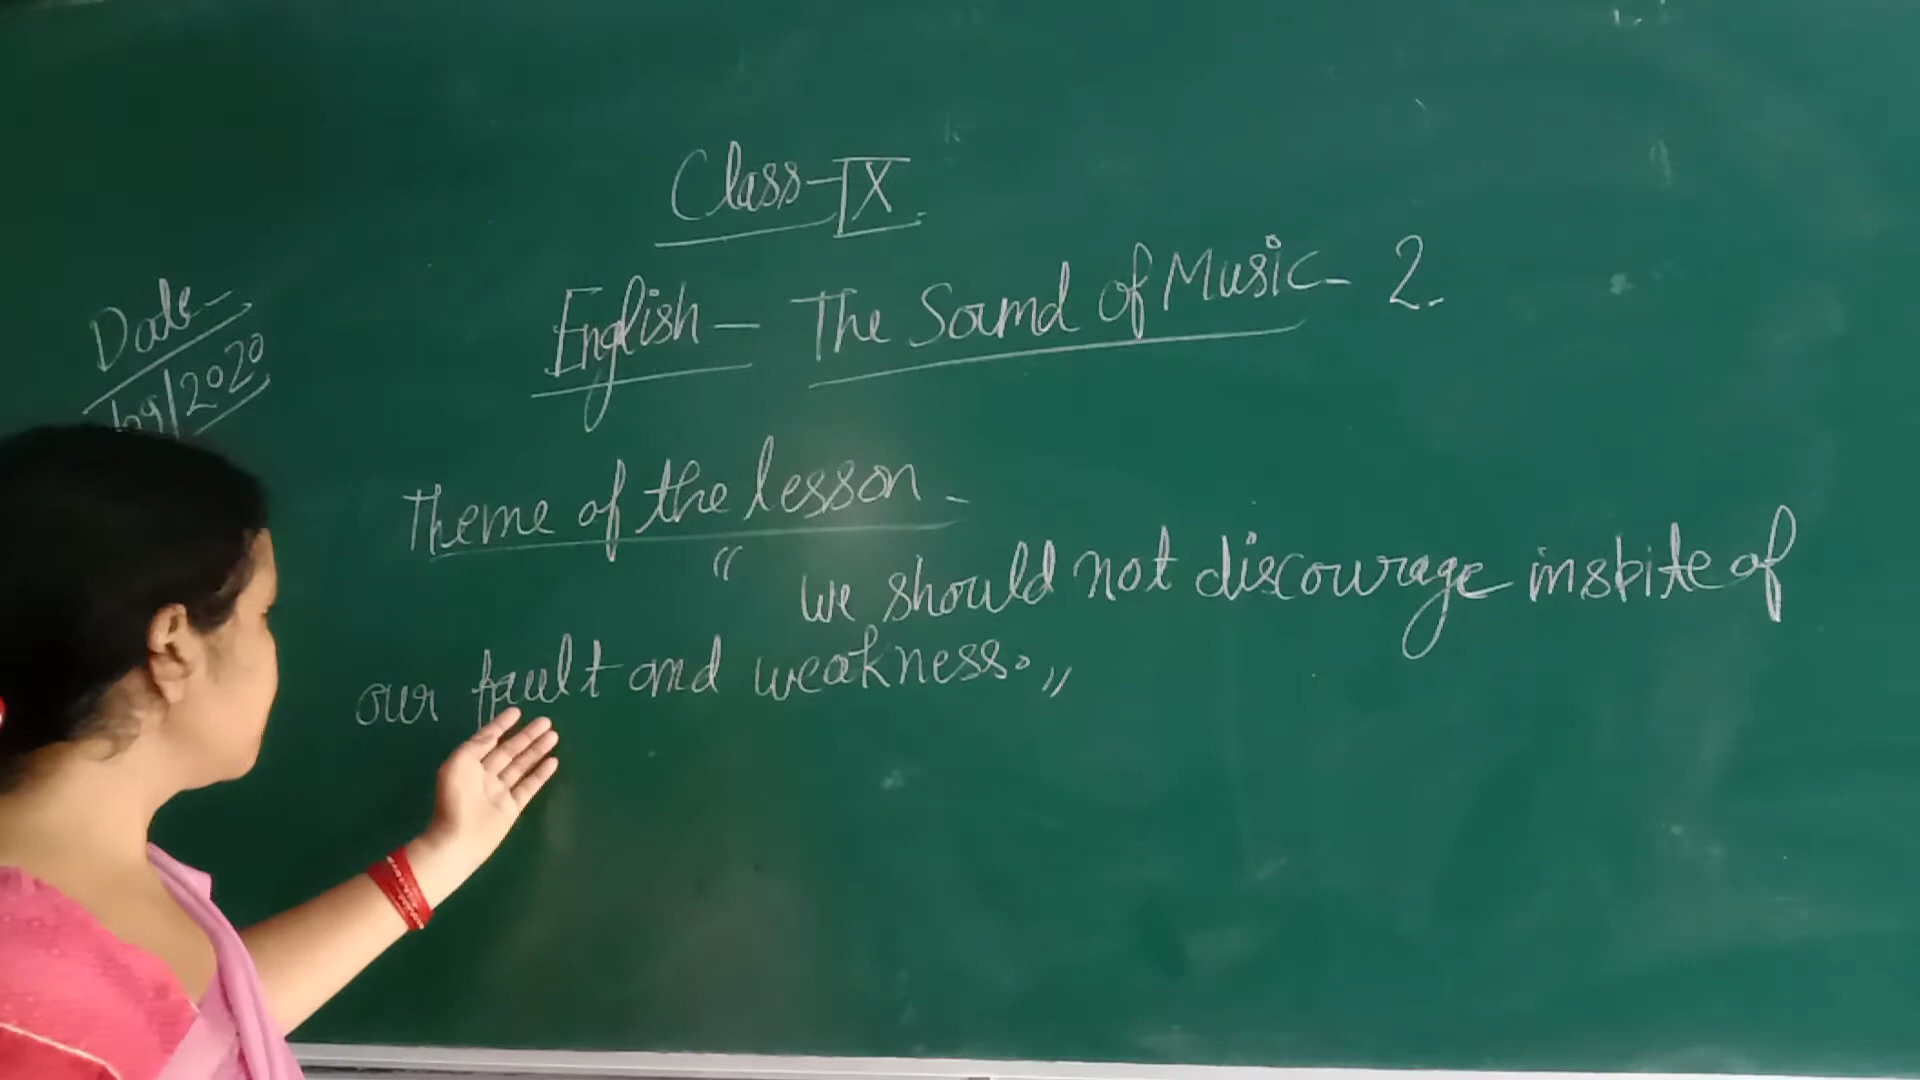 Class-IX
English - The Sound of Music - 2.
Date -
09/2020
Theme of the lesson -
" we should not discourage inspite of
our fault and weakness."